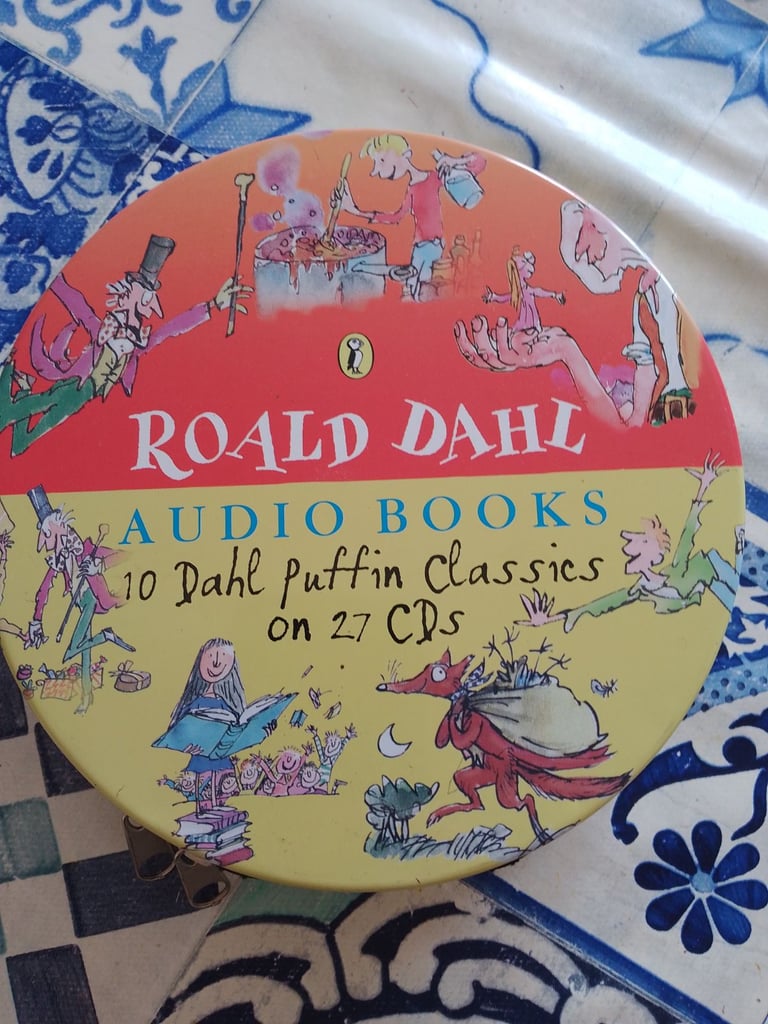 ROALD DAHL
AUDIO BOOKS
10 Dahl Puffin Classics
on 27 CDs